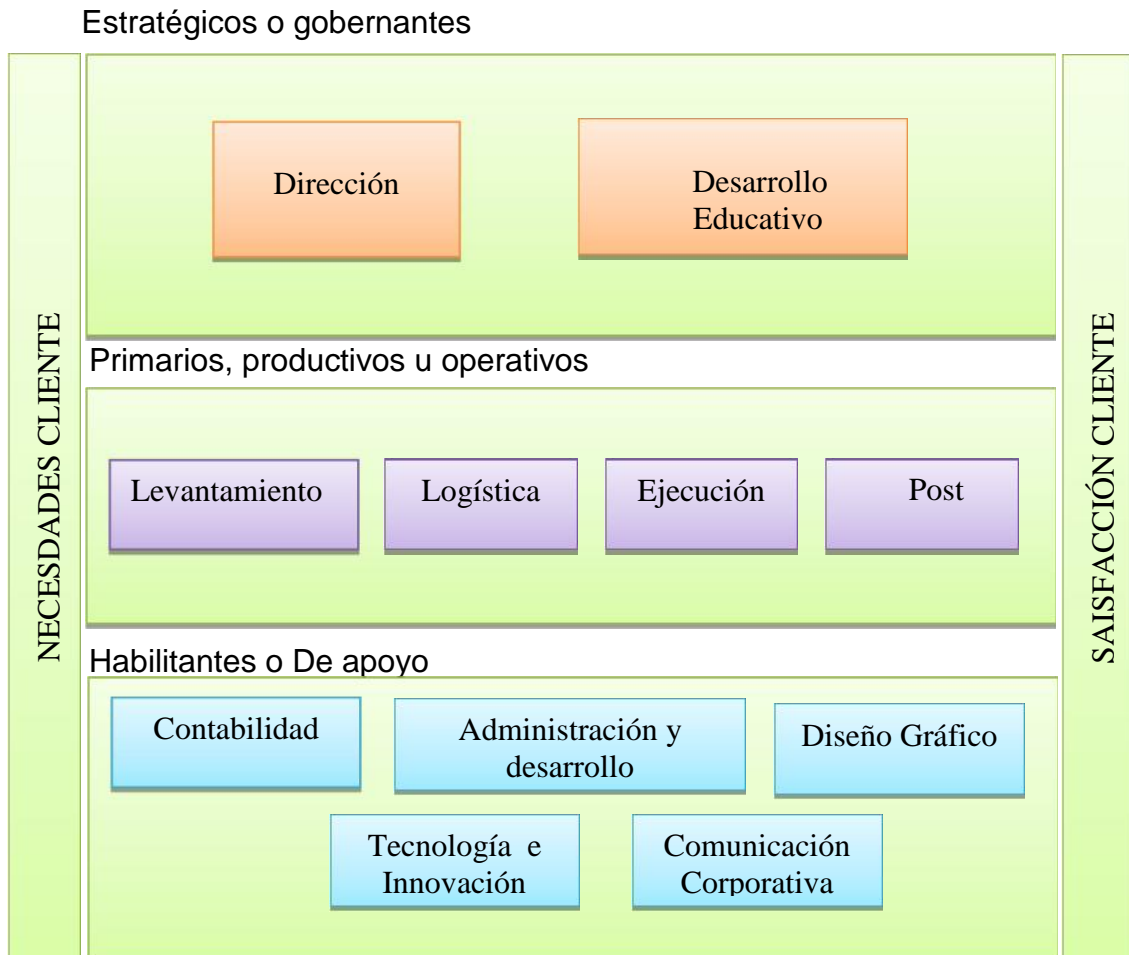 Estratégicos o gobernantes
Dirección
Desarrollo
Educativo
NECESDADES CLIENTE
SAISFACCIÓN CLIENTE
Primarios, productivos u operativos
Levantamiento
Logística
Ejecución
Post
Habilitantes o De apoyo
Contabilidad
Administración y
desarrollo
Diseño Gráfico
Tecnología e
Innovación
Comunicación
Corporativa